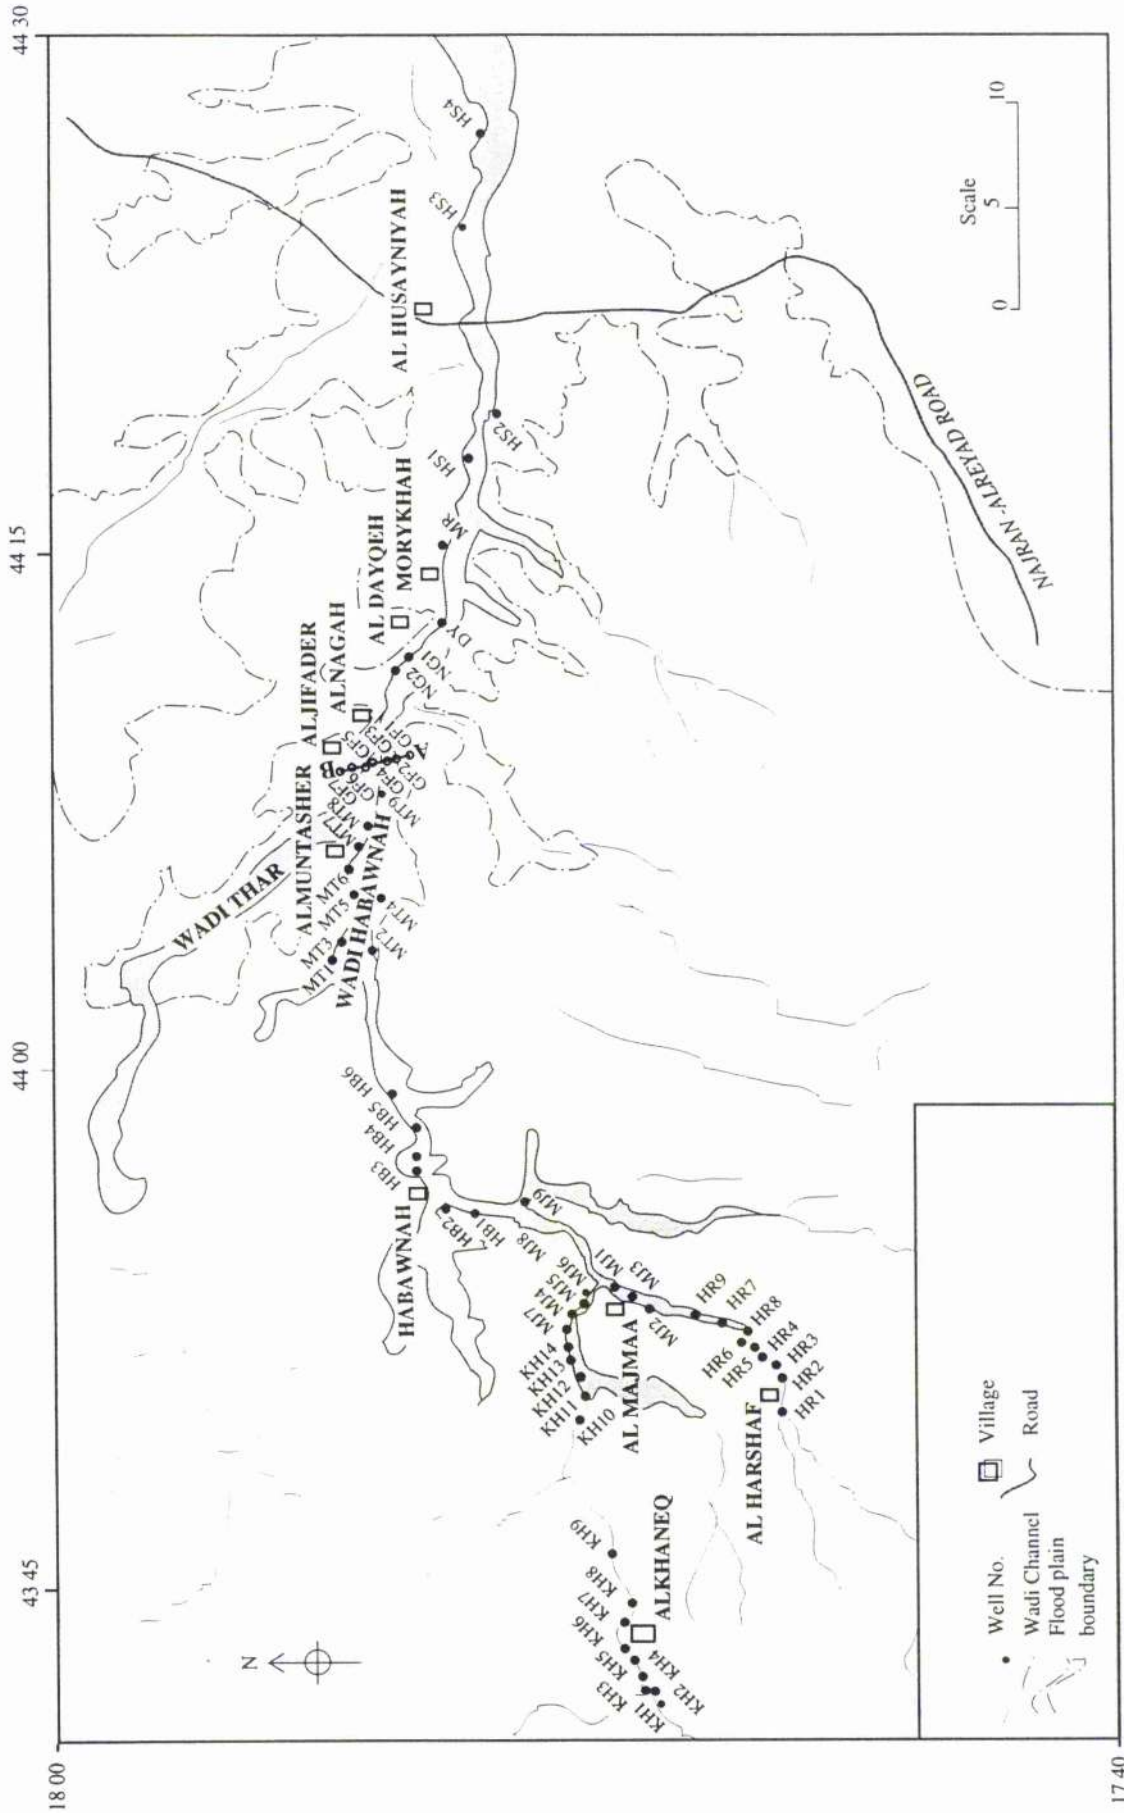 43 45
44 00
44 15
44 30
18 00
17 40
N
WADI THAR
ALMUNTASHER
ALJIFADER
ALNAGAH
AL DAYQEH
MORYKHAH
AL HUSAYNIYAH
WADI HABAWNAH
HABAWNAH
AL MAJMAA
AL HARSHAF
ALKHANEQ
NAJRAN -ALREYAD ROAD
B
A
KH1
KH2
KH3
KH4
KH5
KH6
KH7
KH8
KH9
KH10
KH11
KH12
KH13
KH14
MJ7
MJ4
MJ5
MJ6
MJ8
MJ9
MJ1
MJ3
MJ2
HR9
HR7
HR8
HR6
HR5
HR4
HR3
HR2
HR1
HB1
HB2
HB3
HB4
HB5
HB6
MT1
MT3
MT2
MT5
MT4
MT6
MT7
MT8
MT9
GF7
GF6
GF5
GF4
GF3
GF2
GF1
NG2
NG1
DY
MR
HS1
HS2
HS3
HS4
Scale
0 5 10
Well No.
Wadi Channel
Flood plain
boundary
Village
Road